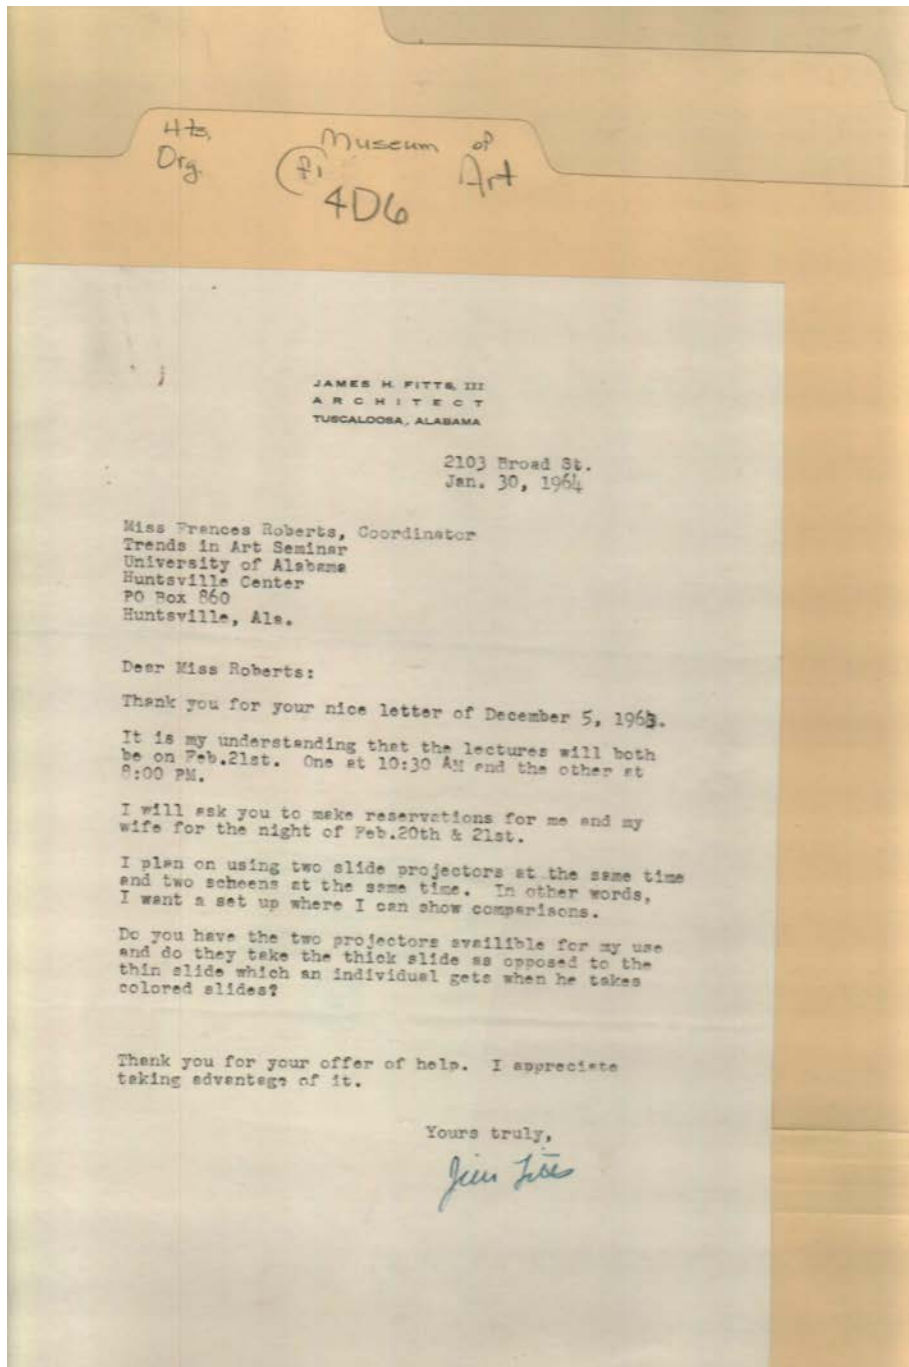 Hts,
Org.
Museum of
Art
4D6
JAMES H. FITTS, III
ARCHITECT
TUSCALOOSA, ALABAMA
2103 Broad St.
Jan. 30, 1964
Miss Frances Roberts, Coordinator
Trends in Art Seminar
University of Alabama
Huntsville Center
PO Box 860
Huntsville, Ala.
Dear Miss Roberts:
Thank you for your nice letter of December 5, 1963.
It is my understanding that the lectures will both
be on Feb.21st. One at 10:30 AM and the other at
8:00 PM.
I will ask you to make reservations for me and my
wife for the night of Feb.20th & 21st.
I plan on using two slide projectors at the same time
and two scheens at the same time. In other words,
I want a set up where I can show comparisons.
Do you have the two projectors availible for my use
and do they take the thick slide as opposed to the
thin slide which an individual gets when he takes
colored slides?
Thank you for your offer of help. I appreciate
taking advantage of it.
Yours truly,
Jim Fitts